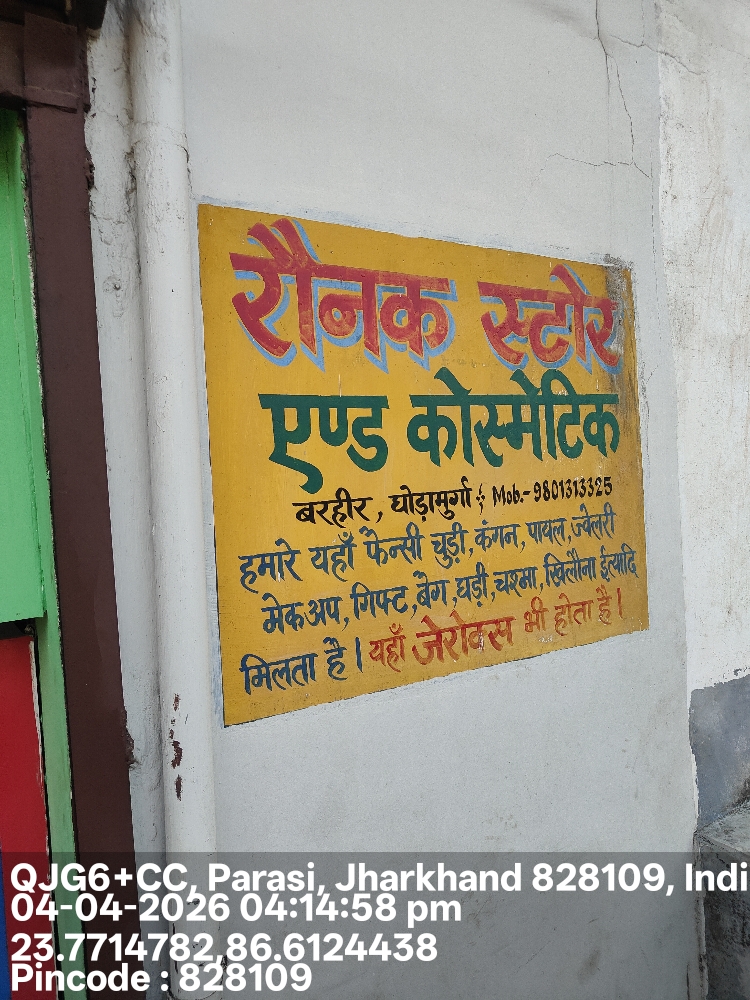 रौनक स्टोर
एण्ड कोस्मेटिक
बरहीर, घोड़ामुर्गा ÷ Mob.- 9801313325
हमारे यहाँ फैन्सी चुड़ी, कंगन, पायल, ज्वेलरी
मेकअप, गिफ्ट, बैग, घड़ी, चश्मा, खिलौना ईत्यादि
मिलता है। यहाँ जेरोक्स भी होता है।
QJG6+CC, Parasi, Jharkhand 828109, Indi
04-04-2026 04:14:58 pm
23.7714782,86.6124438
Pincode : 828109